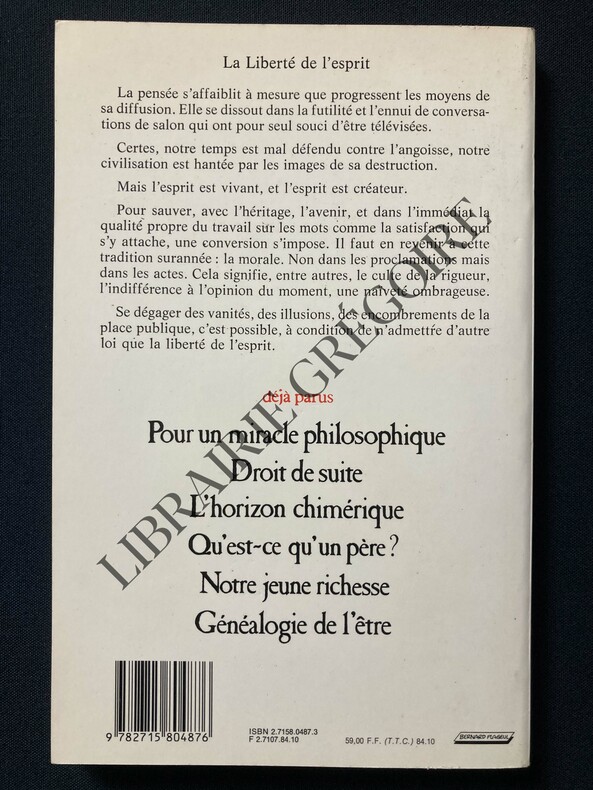 La Liberté de l'esprit
La pensée s'affaiblit à mesure que progressent les moyens de
sa diffusion. Elle se dissout dans la futilité et l'ennui de conversa-
tions de salon qui ont pour seul souci d'être télévisées.
Certes, notre temps est mal défendu contre l'angoisse, notre
civilisation est hantée par les images de sa destruction.
Mais l'esprit est vivant, et l'esprit est créateur.
Pour sauver, avec l'héritage, l'avenir, et dans l'immédiat la
qualité propre du travail sur les mots comme la satisfaction qui
s'y attache, une conversion s'impose. Il faut en revenir à cette
tradition surannée : la morale. Non dans les proclamations mais
dans les actes. Cela signifie, entre autres, le culte de la rigueur,
l'indifférence à l'opinion du moment, une naïveté ombrageuse.
Se dégager des vanités, des illusions, des encombrements de la
place publique, c'est possible, à condition de n'admettre d'autre
loi que la liberté de l'esprit.
déjà parus
Pour un miracle philosophique
Droit de suite
L'horizon chimérique
Qu'est-ce qu'un père ?
Notre jeune richesse
Généalogie de l'être
LIBRAIRIE GRÉGOIRE
9 782715 804876
ISBN 2.7158.0487.3
F 2.7107.84.10
59,00 F.F. (T.T.C.) 84.10